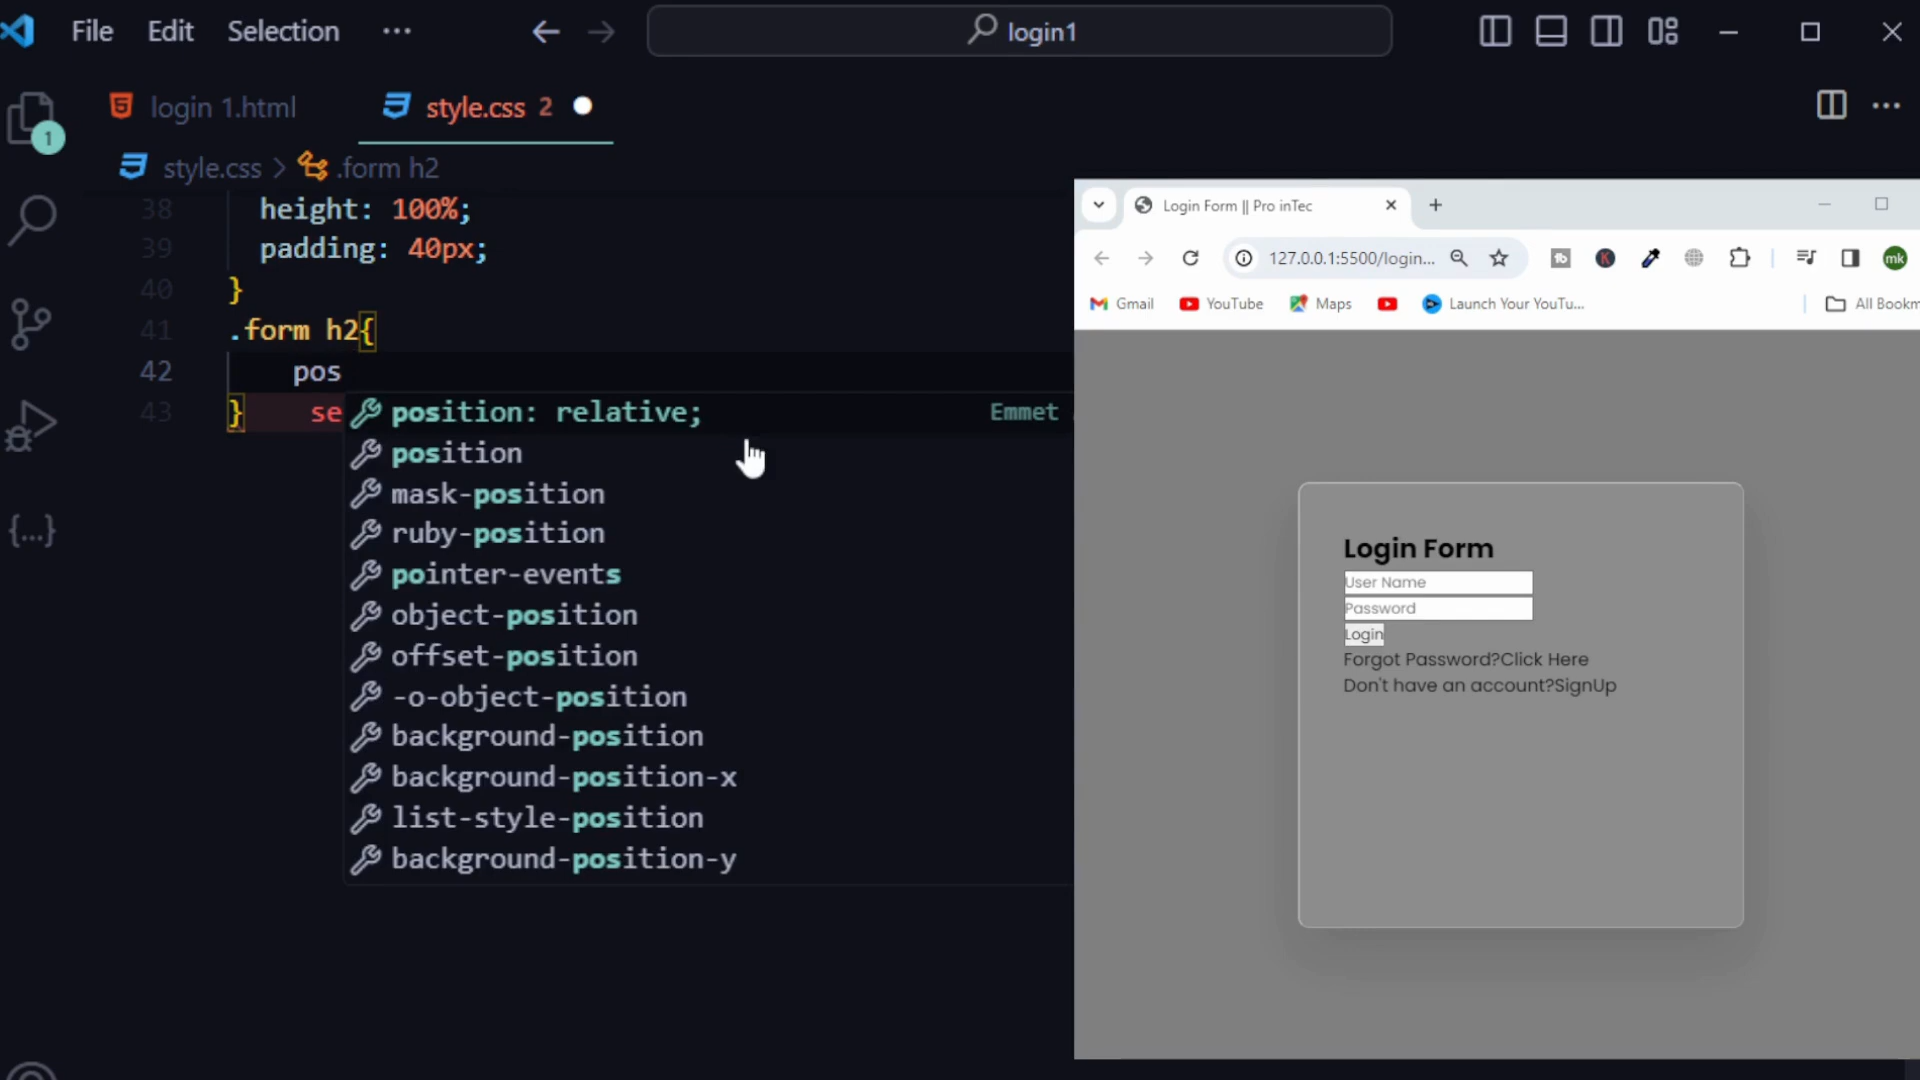 File Edit Selection ··· login1
login 1.html style.css 2
1
style.css > .form h2
38 height: 100%;
39 padding: 40px;
40 }
41 .form h2{
42 pos
43 } se
position: relative; Emmet
position
mask-position
ruby-position
pointer-events
object-position
offset-position
-o-object-position
background-position
background-position-x
list-style-position
background-position-y
{...}
Login Form || Pro inTec
127.0.0.1:5500/login... K mk
Gmail YouTube Maps Launch Your YouTu... All Bookm
Login Form
User Name
Password
Login
Forgot Password?Click Here
Don't have an account?SignUp